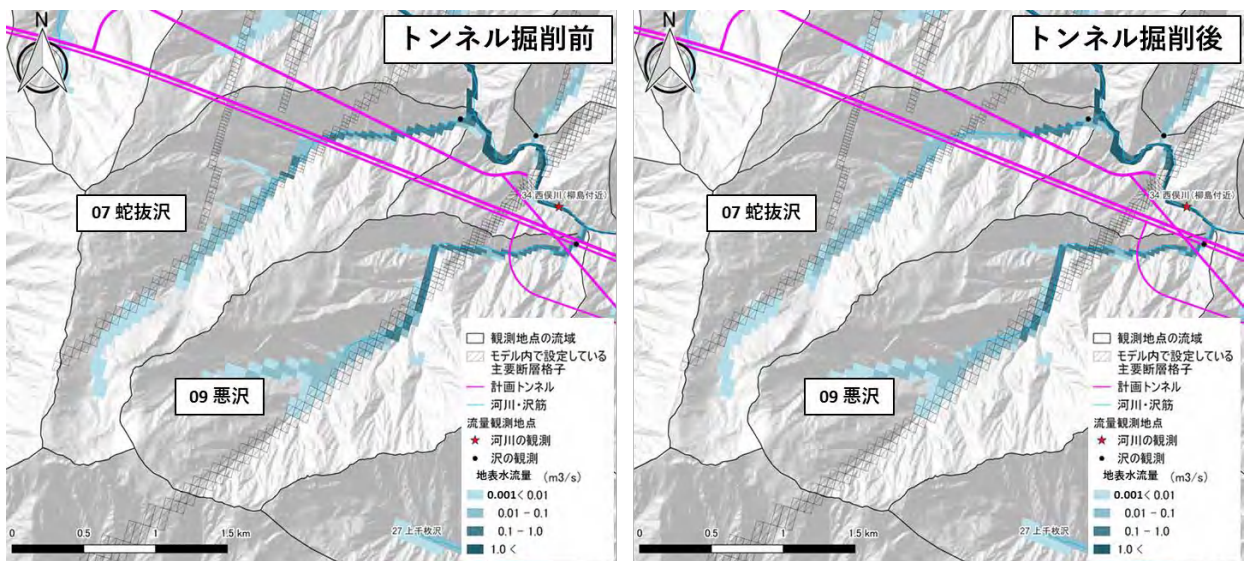 トンネル掘削前
N
07 蛇抜沢
34 西俣川(柳島付近)
09 悪沢
27 上千枚沢
観測地点の流域
モデル内で設定している
主要断層格子
計画トンネル
河川・沢筋
流量観測地点
河川の観測
沢の観測
地表水流量 (m3/s)
0.001< 0.01
0.01 - 0.1
0.1 - 1.0
1.0 <
0 0.5 1 1.5 km
トンネル掘削後
N
07 蛇抜沢
34 西俣川(柳島付近)
09 悪沢
27 上千枚沢
観測地点の流域
モデル内で設定している
主要断層格子
計画トンネル
河川・沢筋
流量観測地点
河川の観測
沢の観測
地表水流量 (m3/s)
0.001< 0.01
0.01 - 0.1
0.1 - 1.0
1.0 <
0 0.5 1 1.5 km